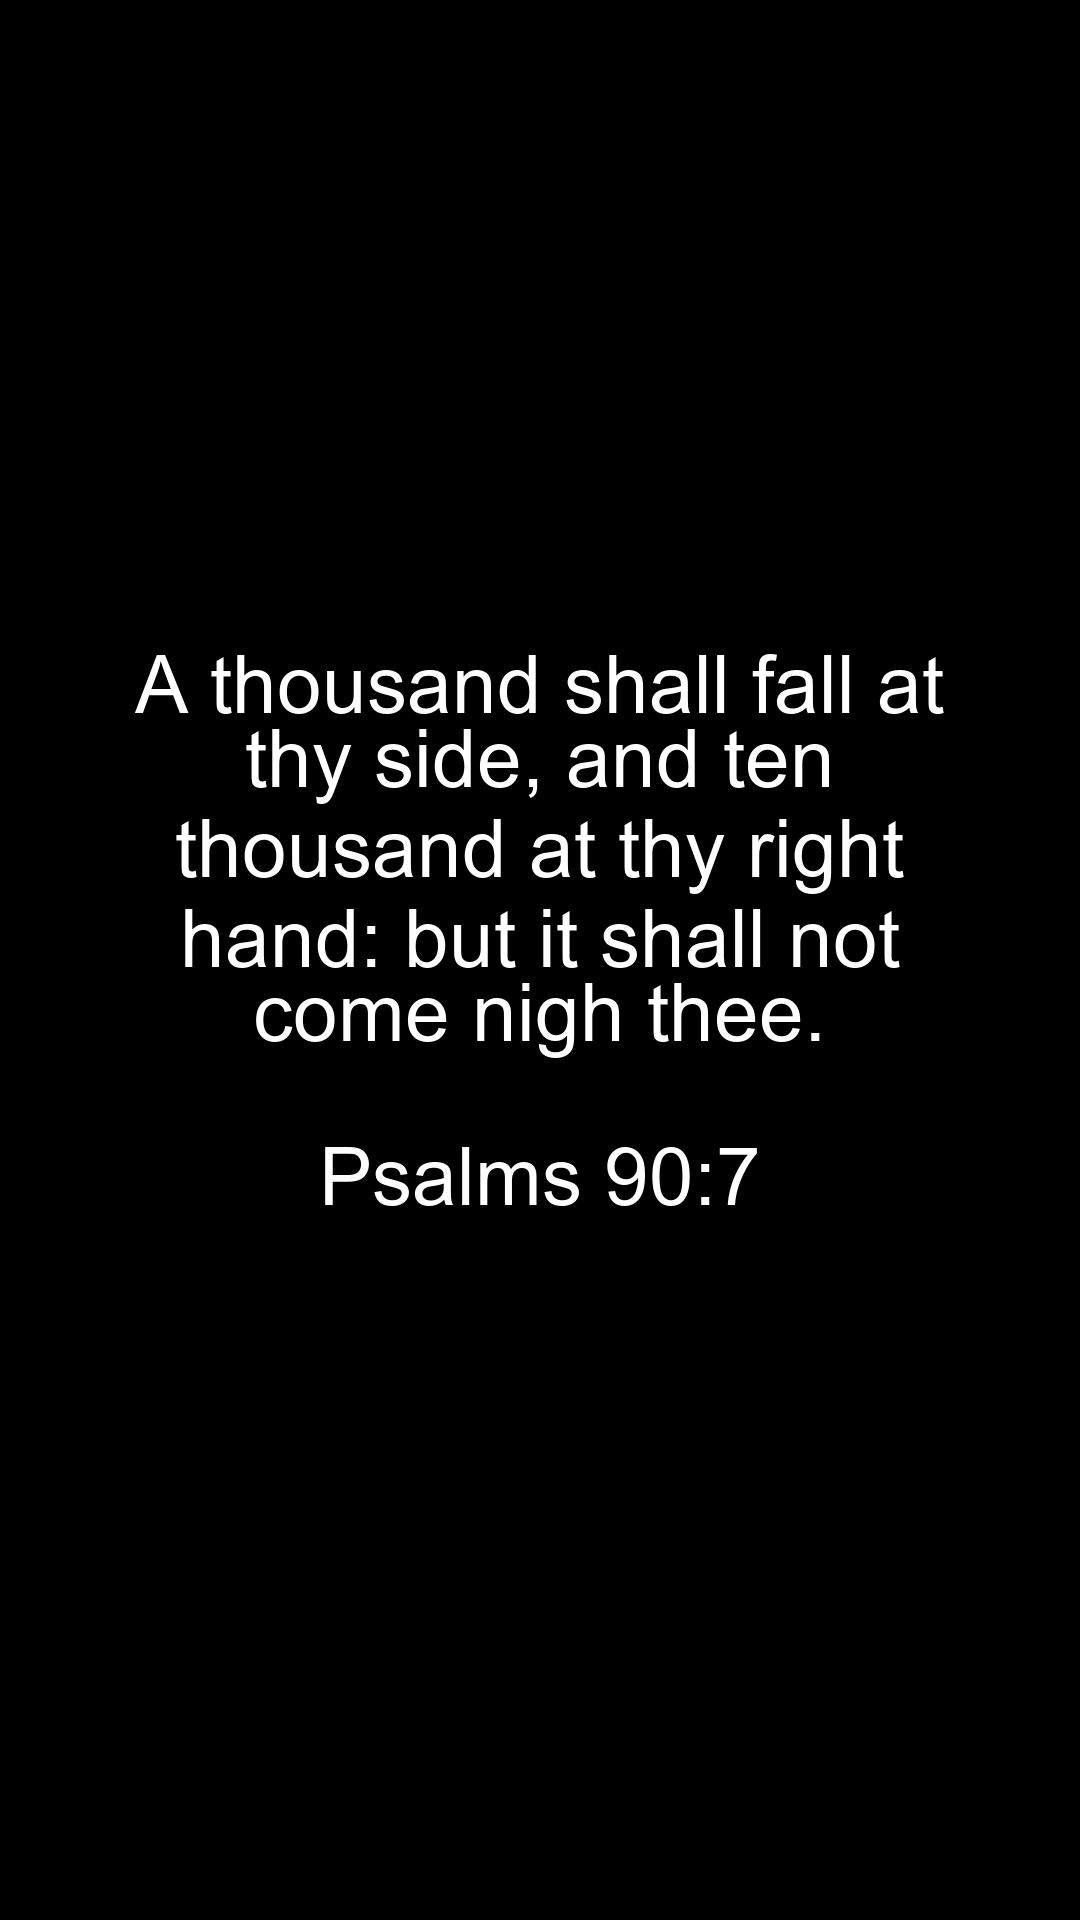 A thousand shall fall at
thy side, and ten
thousand at thy right
hand: but it shall not
come nigh thee.
Psalms 90:7